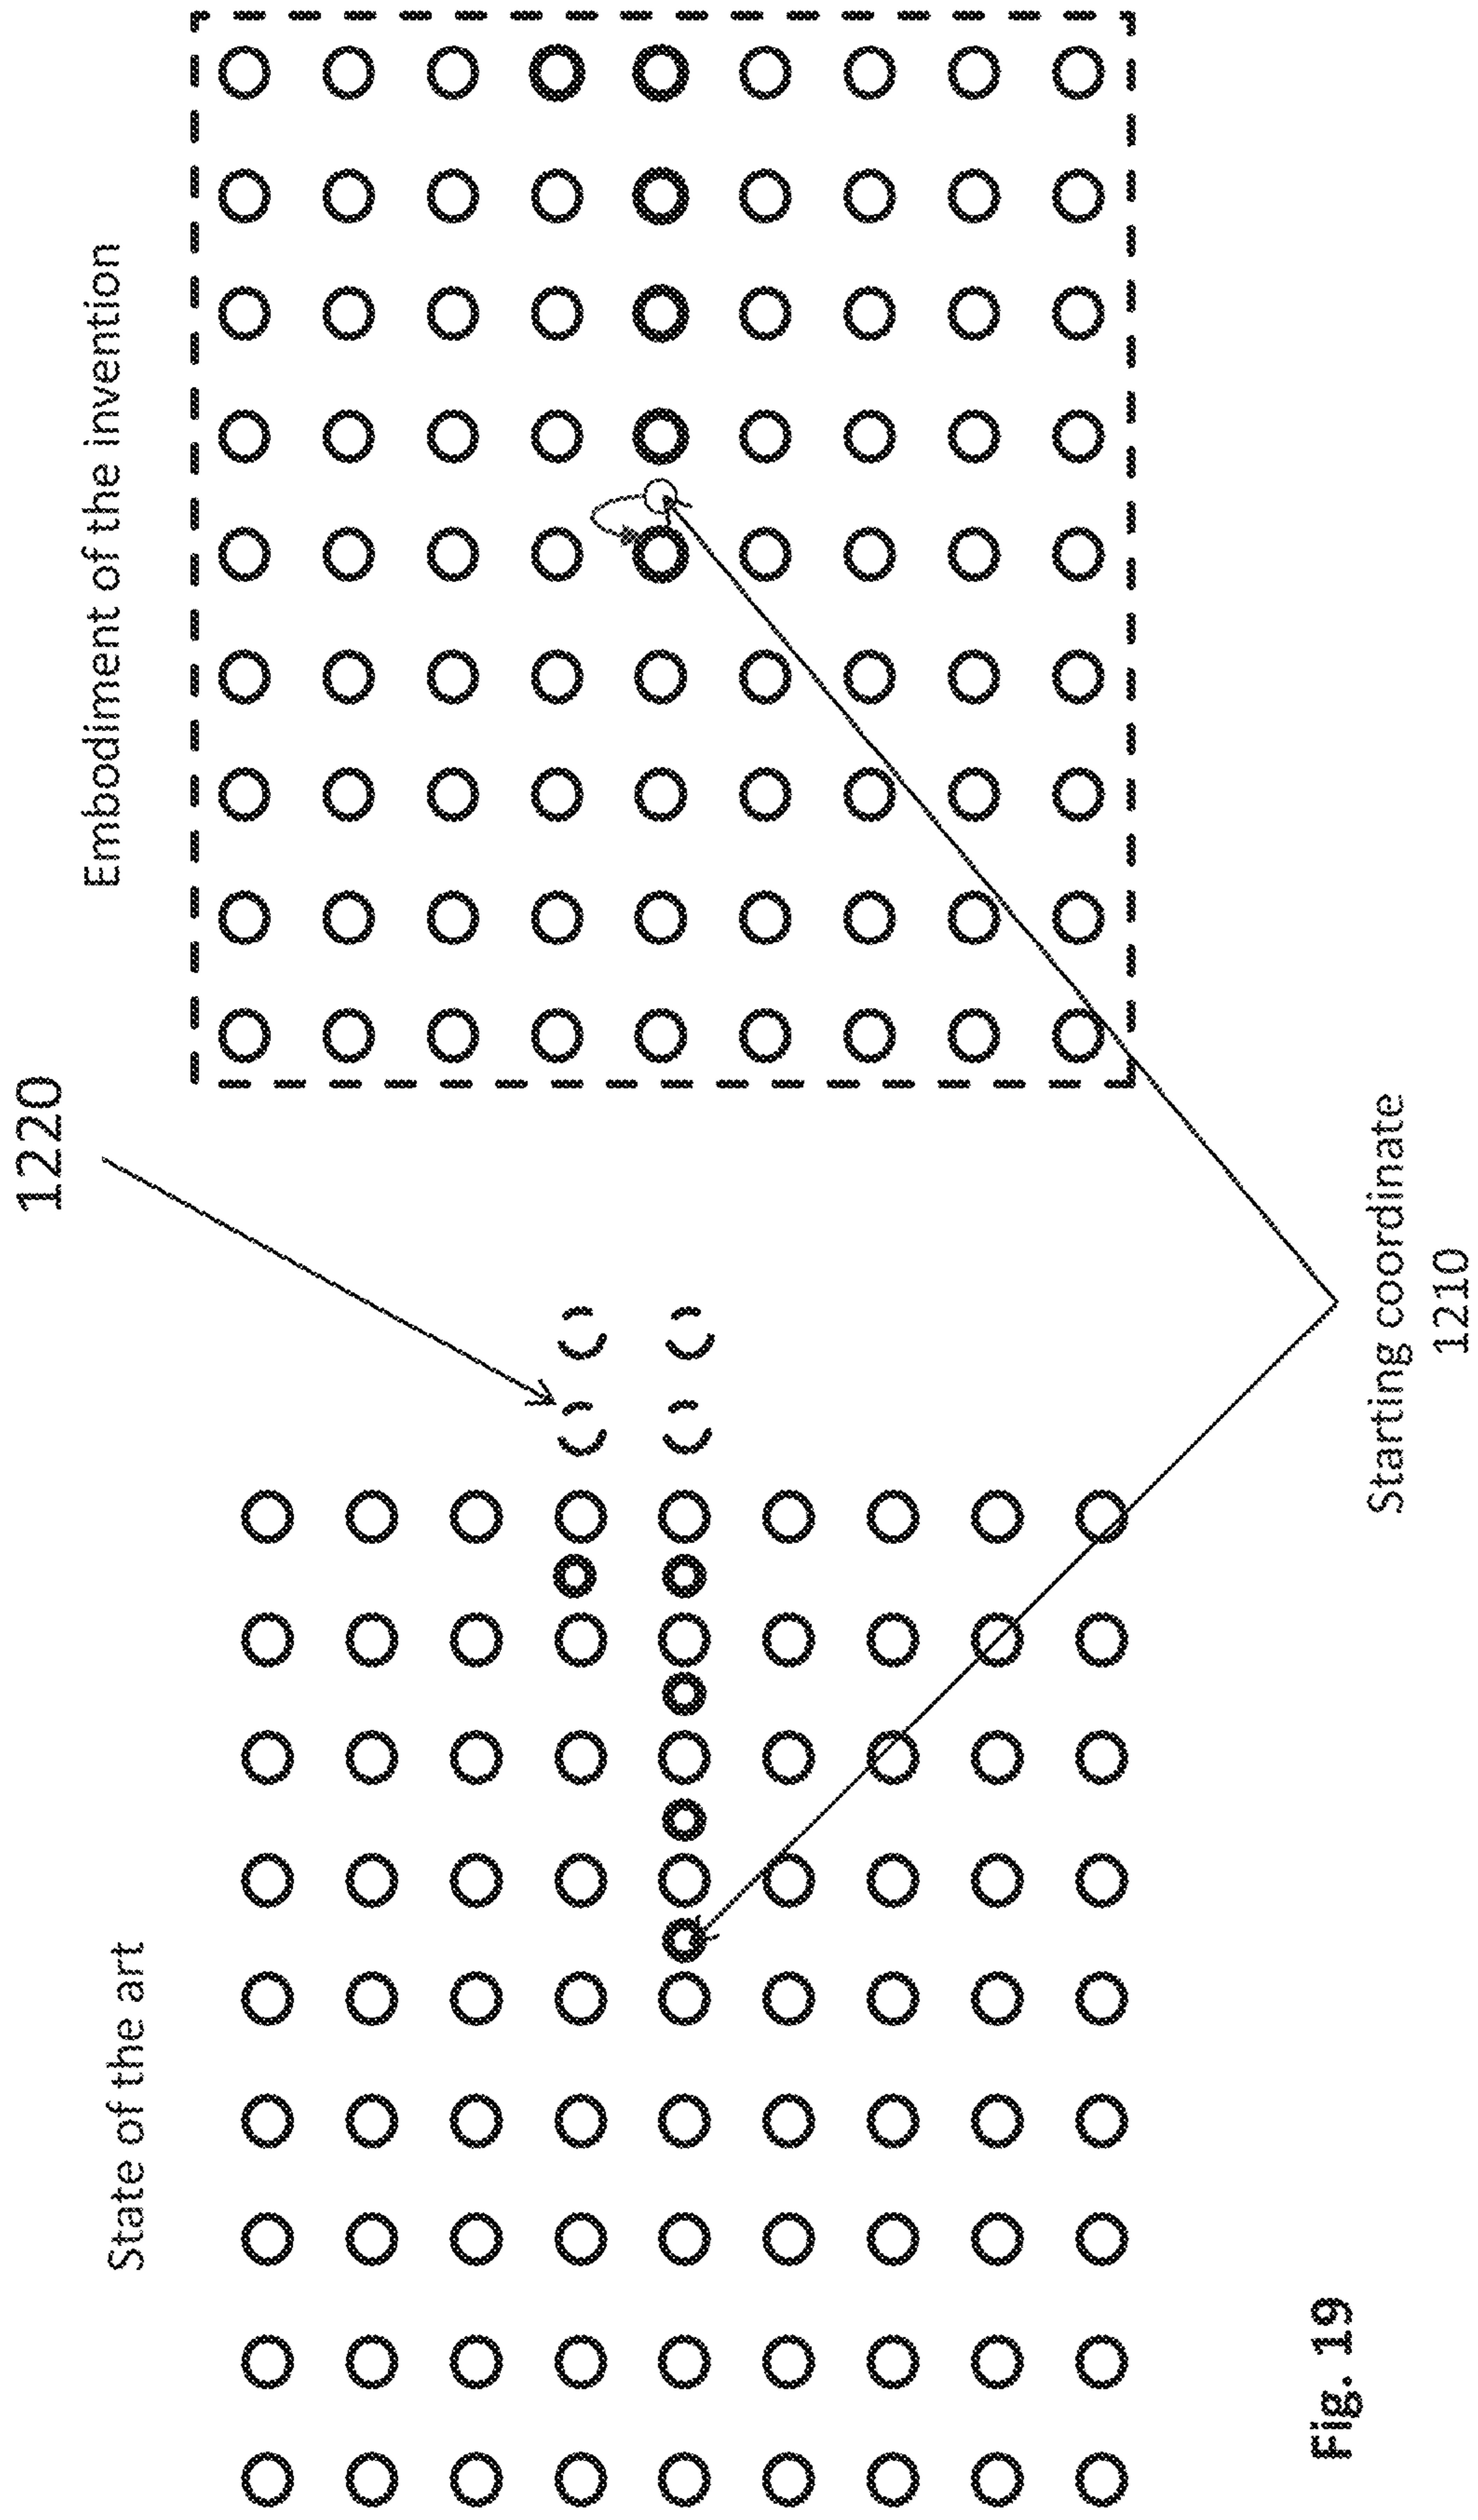 State of the art
Embodiment of the invention
1220
Starting coordinate
1210
Fig. 19